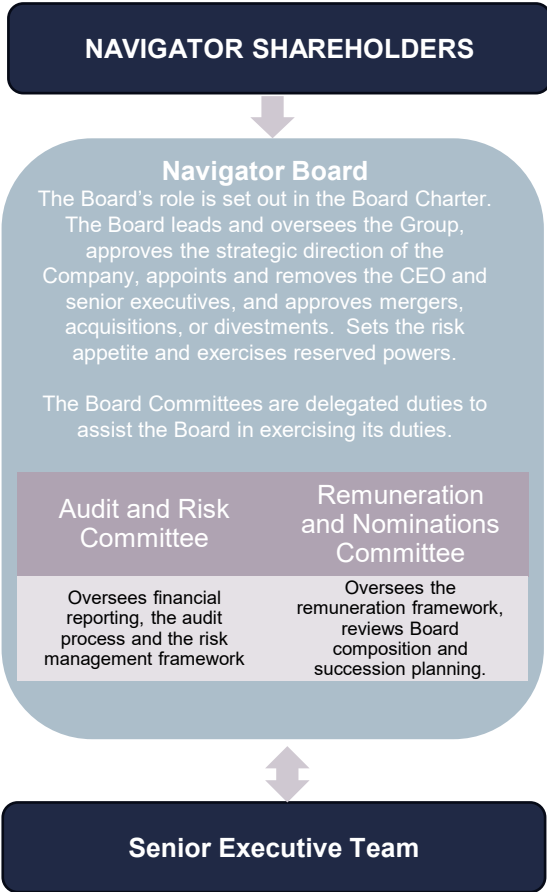 NAVIGATOR SHAREHOLDERS
Navigator Board
The Board’s role is set out in the Board Charter.
The Board leads and oversees the Group,
approves the strategic direction of the
Company, appoints and removes the CEO and
senior executives, and approves mergers,
acquisitions, or divestments.  Sets the risk
appetite and exercises reserved powers.
The Board Committees are delegated duties to
assist the Board in exercising its duties.
Audit and Risk
Committee
Remuneration
and Nominations
Committee
Oversees financial
reporting, the audit
process and the risk
management framework
Oversees the
remuneration framework,
reviews Board
composition and
succession planning.
Senior Executive Team